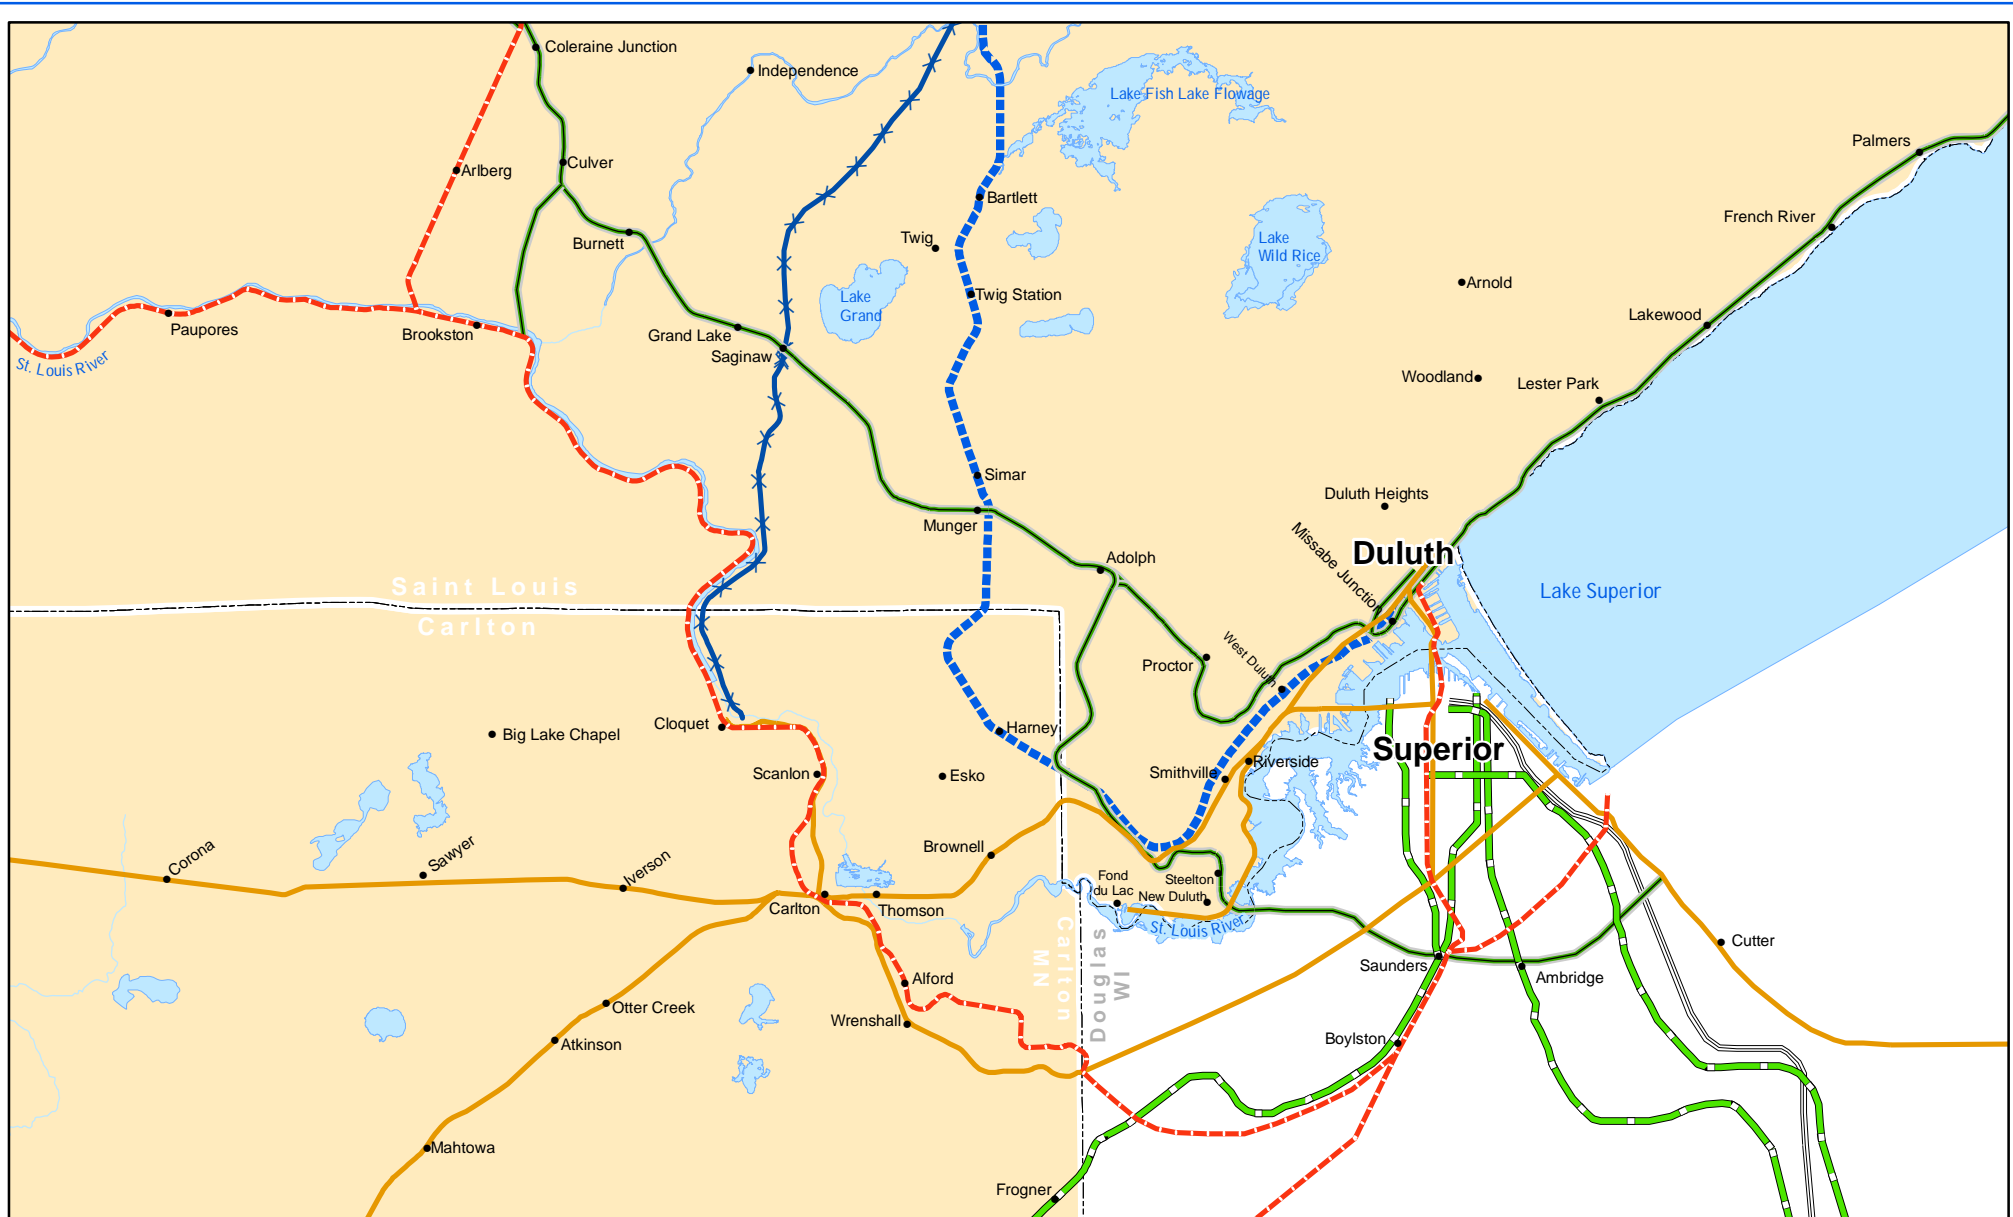 Coleraine Junction
Independence
Lake Fish Lake Flowage
Palmers
Culver
Arlberg
Bartlett
French River
Burnett
Twig
Lake
Wild Rice
Arnold
Lake
Grand
Twig Station
Lakewood
Paupores
Brookston
Grand Lake
Saginaw
St. Louis River
Woodland
Lester Park
Simar
Duluth Heights
Munger
Missabe Junction
Duluth
Adolph
Saint Louis
Carlton
Lake Superior
West Duluth
Proctor
Cloquet
Big Lake Chapel
Harney
Superior
Scanlon
Esko
Smithville
Riverside
Corona
Sawyer
Iverson
Brownell
Fond
du Lac
Steelton
New Duluth
Carlton
Thomson
St. Louis River
Carlton
MN
Douglas
WI
Cutter
Saunders
Ambridge
Alford
Otter Creek
Wrenshall
Atkinson
Boylston
Mahtowa
Frogner